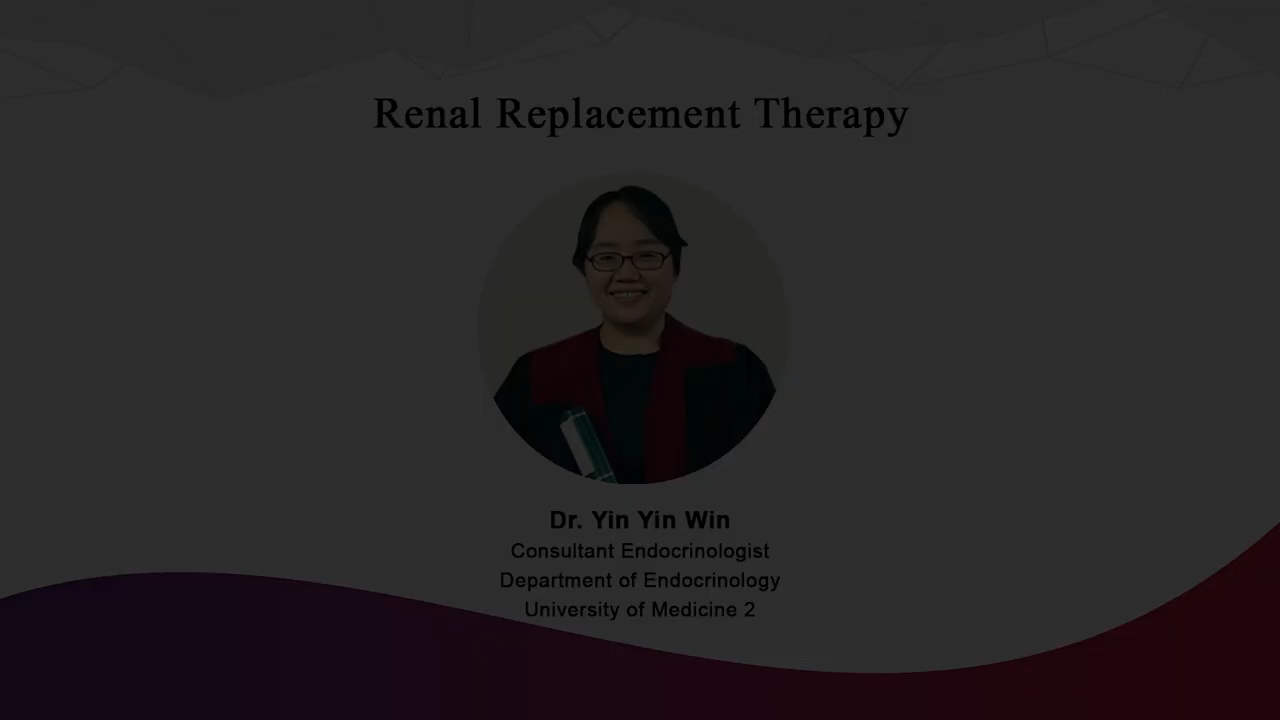 Renal Replacement Therapy
Dr. Yin Yin Win
Consultant Endocrinologist
Department of Endocrinology
University of Medicine 2